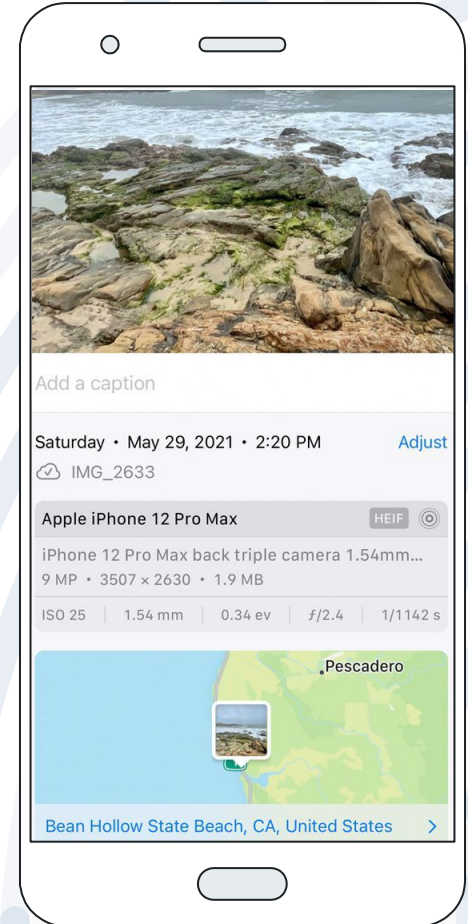 Add a caption
Saturday • May 29, 2021 • 2:20 PM Adjust
IMG_2633
Apple iPhone 12 Pro Max HEIF
iPhone 12 Pro Max back triple camera 1.54mm...
9 MP • 3507 × 2630 • 1.9 MB
ISO 25 | 1.54 mm | 0.34 ev | ƒ/2.4 | 1/1142 s
Pescadero
Bean Hollow State Beach, CA, United States >